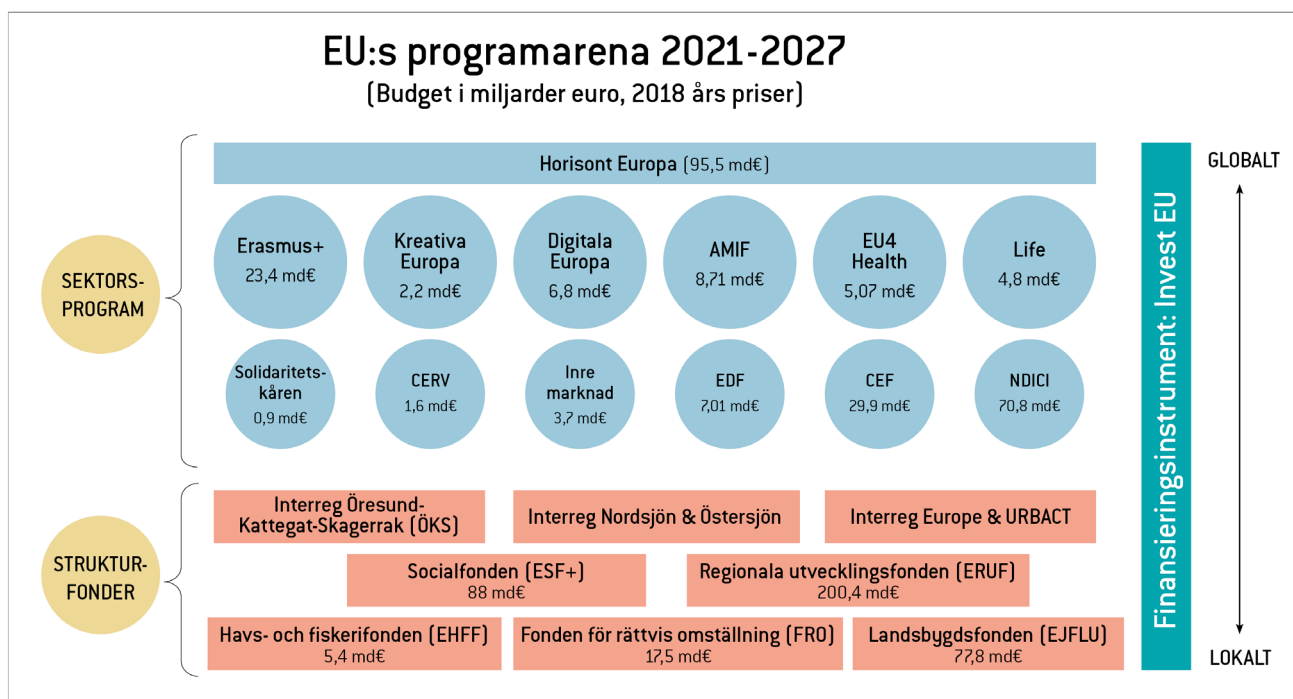 EU:s programarena 2021-2027
(Budget i miljarder euro, 2018 års priser)
SEKTORS-
PROGRAM
Horisont Europa (95,5 md€)
Erasmus+
23,4 md€
Kreativa
Europa
2,2 md€
Digitala
Europa
6,8 md€
AMIF
8,71 md€
EU4
Health
5,07 md€
Life
4,8 md€
Solidaritets-
kåren
0,9 md€
CERV
1,6 md€
Inre
marknad
3,7 md€
EDF
7,01 md€
CEF
29,9 md€
NDICI
70,8 md€
STRUKTUR-
FONDER
Interreg Öresund-
Kattegat-Skagerrak (ÖKS)
Interreg Nordsjön & Östersjön
Interreg Europe & URBACT
Socialfonden (ESF+)
88 md€
Regionala utvecklingsfonden (ERUF)
200,4 md€
Havs- och fiskerifonden (EHFF)
5,4 md€
Fonden för rättvis omställning (FRO)
17,5 md€
Landsbygdsfonden (EJFLU)
77,8 md€
Finansieringsinstrument: Invest EU
GLOBALT
LOKALT